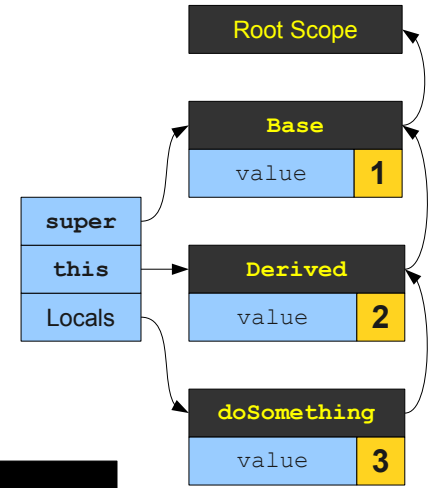 Root Scope
Base
value 1
super
this
Locals
Derived
value 2
doSomething
value 3